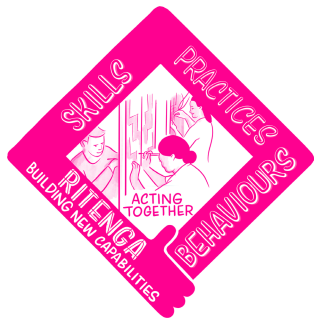 SKILLS
PRACTICES
BEHAVIOURS
RITENGA
BUILDING NEW CAPABILITIES
ACTING
TOGETHER